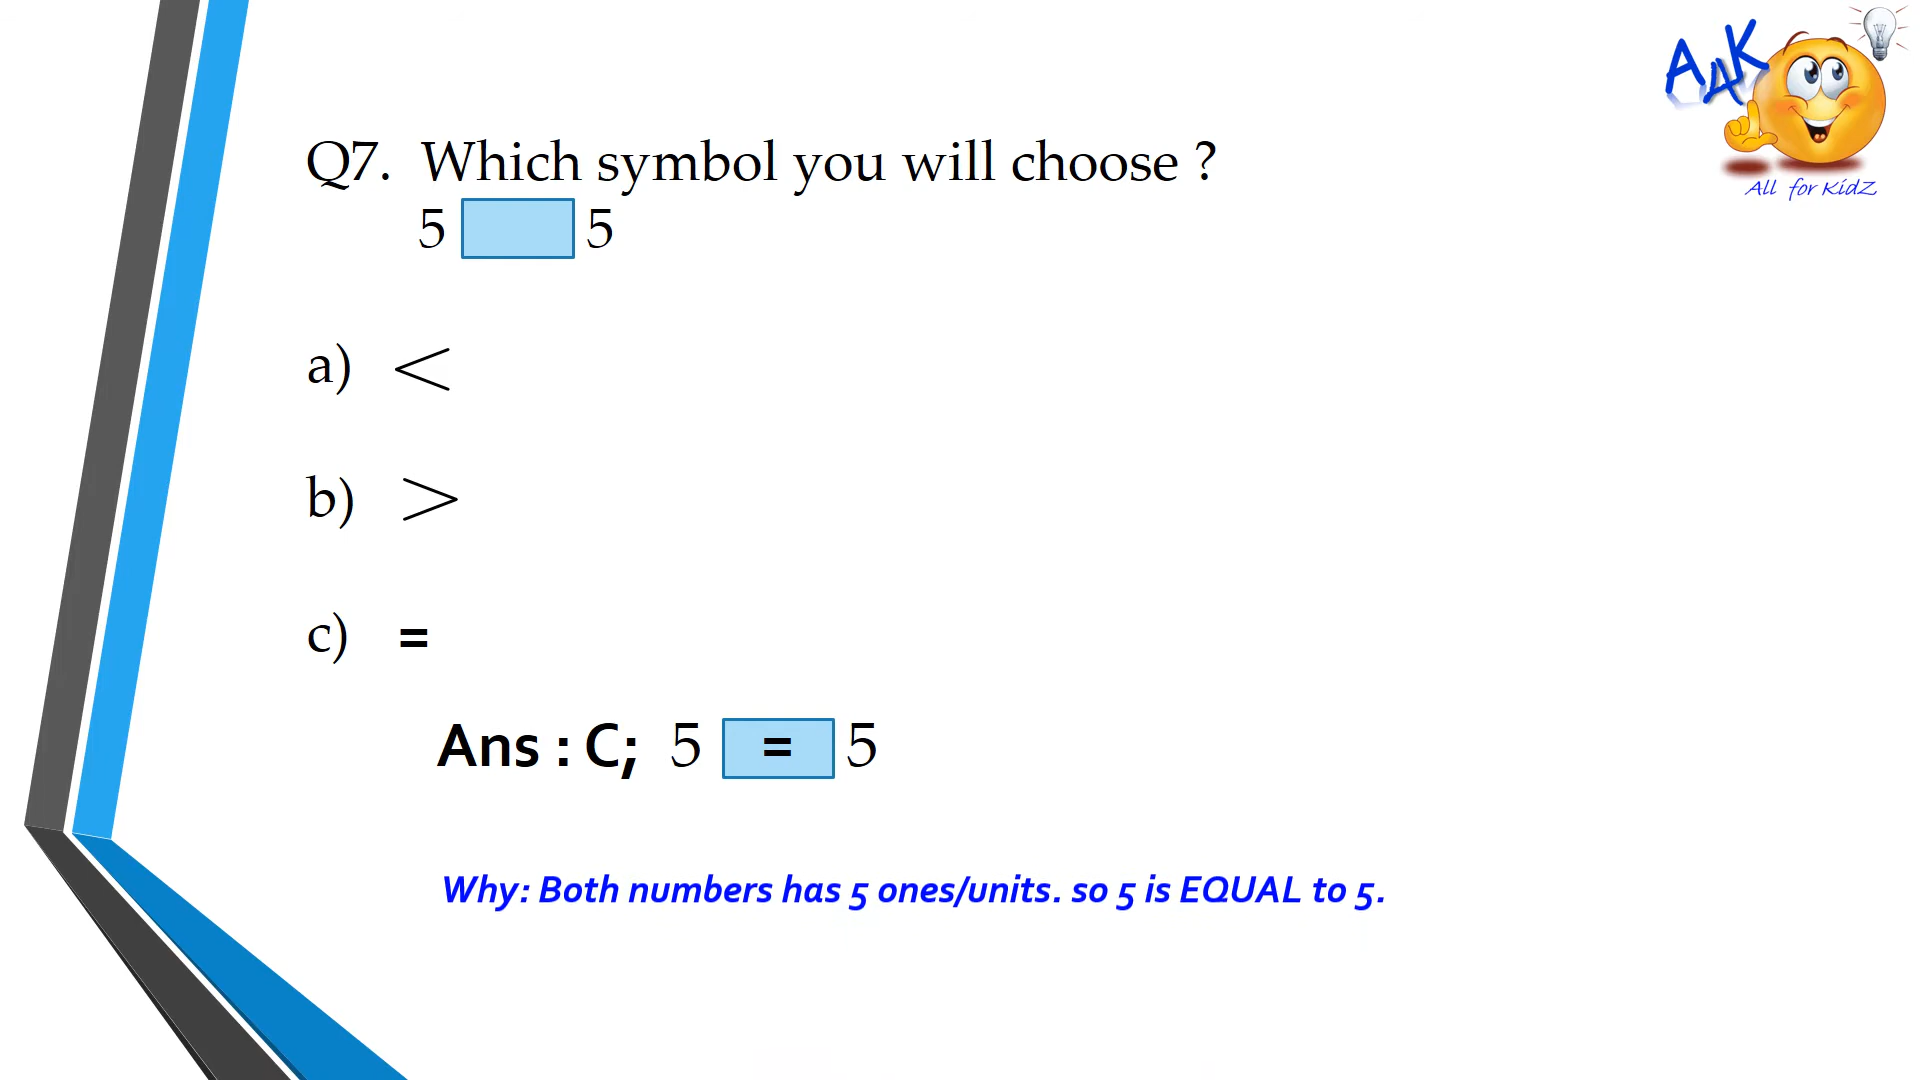 A4K
All for KidZ
Q7. Which symbol you will choose ?
5 5
a) <
b) >
c) =
Ans : C; 5 = 5
Why: Both numbers has 5 ones/units. so 5 is EQUAL to 5.